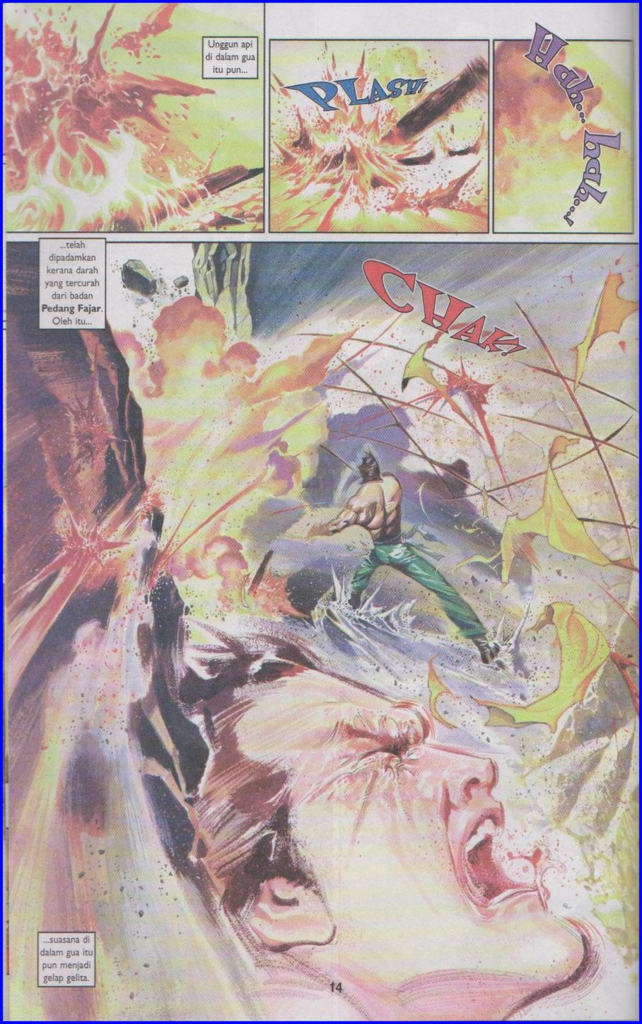 Unggun api
di dalam gua
itu pun...
PLASH!
Hah... hah...!
...telah
dipadamkan
kerana darah
yang tercurah
dari badan
Pedang Fajar.
Oleh itu...
CHAK!
...suasana di
dalam gua itu
pun menjadi
gelap gelita.
14